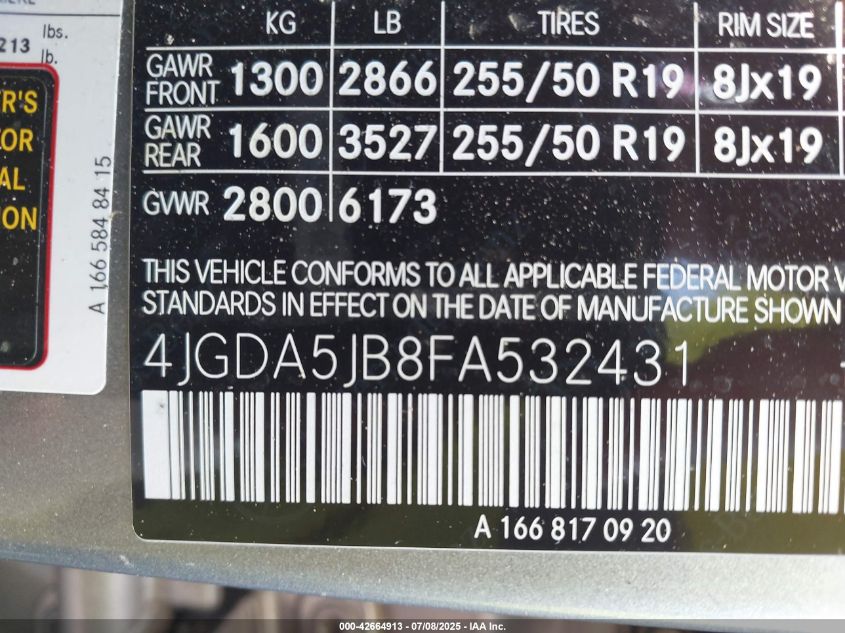 lbs.
213
lb.
R'S
OR
AL
ION
A 166 584 84 15
KG LB TIRES RIM SIZE
GAWR FRONT 1300 2866 255/50 R19 8Jx19
GAWR REAR 1600 3527 255/50 R19 8Jx19
GVWR 2800 6173
THIS VEHICLE CONFORMS TO ALL APPLICABLE FEDERAL MOTOR V
STANDARDS IN EFFECT ON THE DATE OF MANUFACTURE SHOWN
4JGDA5JB8FA532431
A 166 817 09 20
000-42664913 - 07/08/2025 - IAA Inc.